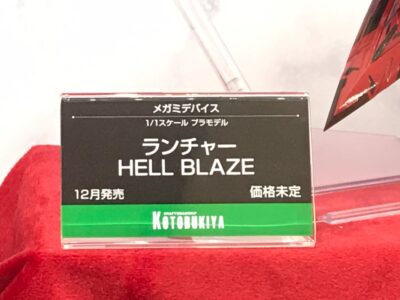 メガミデバイス
1/1スケール プラモデル
ランチャー
HELL BLAZE
12月発売 価格未定
KOTOBUKIYA